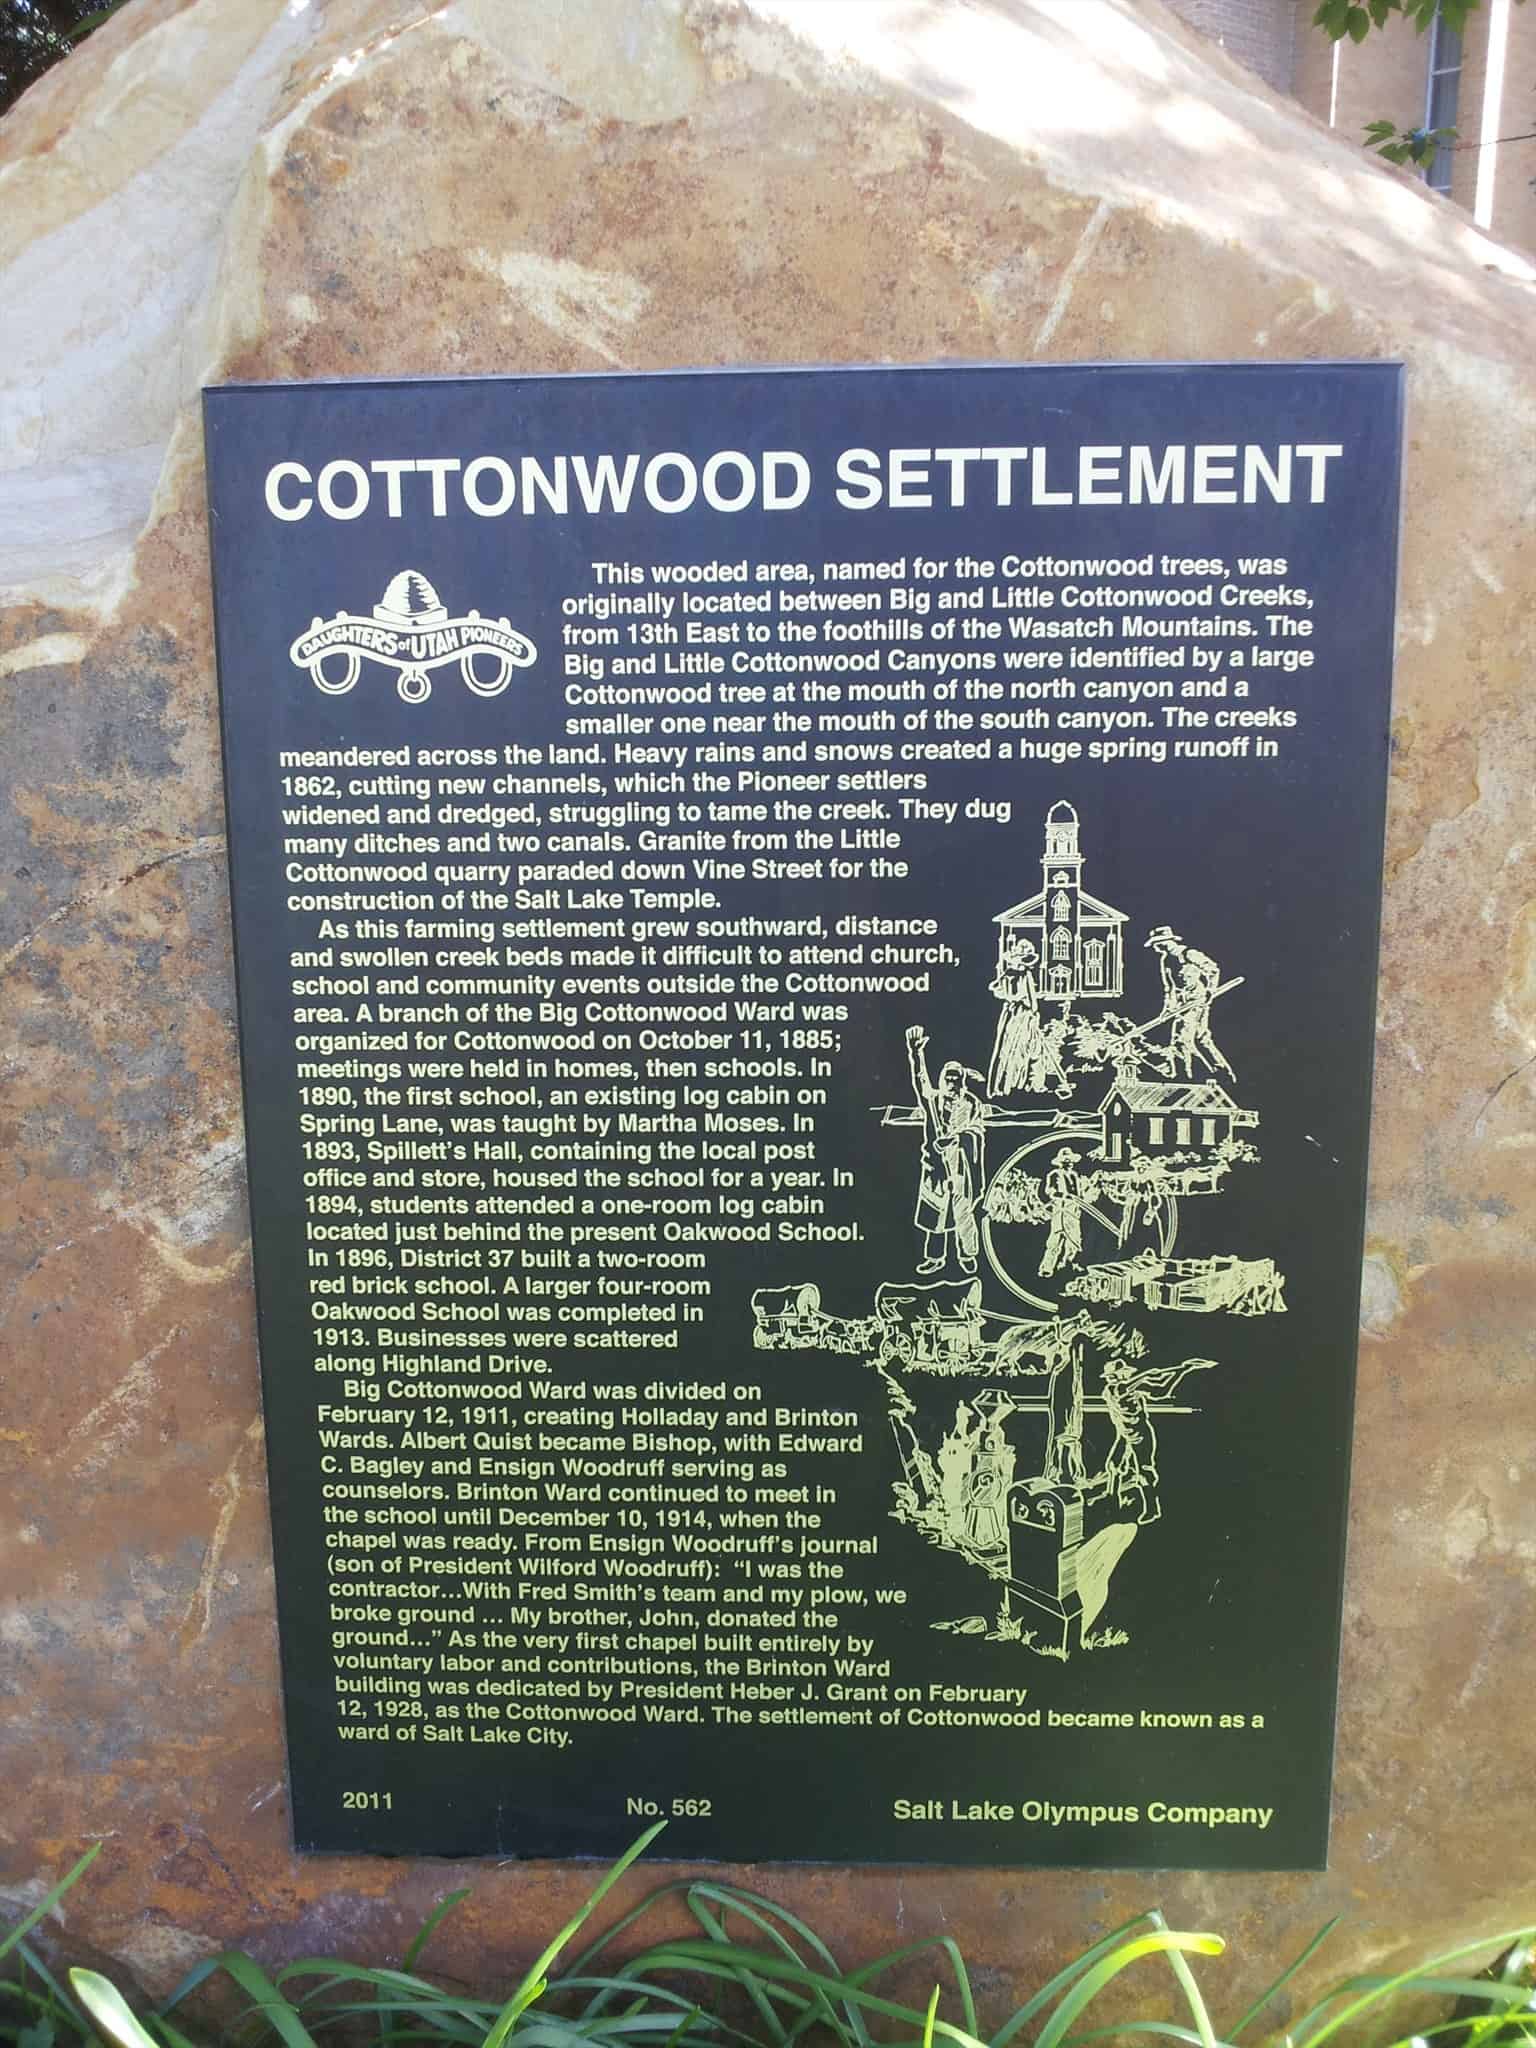 COTTONWOOD SETTLEMENT
DAUGHTERS of UTAH PIONEERS
This wooded area, named for the Cottonwood trees, was
originally located between Big and Little Cottonwood Creeks,
from 13th East to the foothills of the Wasatch Mountains. The
Big and Little Cottonwood Canyons were identified by a large
Cottonwood tree at the mouth of the north canyon and a
smaller one near the mouth of the south canyon. The creeks
meandered across the land. Heavy rains and snows created a huge spring runoff in
1862, cutting new channels, which the Pioneer settlers
widened and dredged, struggling to tame the creek. They dug
many ditches and two canals. Granite from the Little
Cottonwood quarry paraded down Vine Street for the
construction of the Salt Lake Temple.
As this farming settlement grew southward, distance
and swollen creek beds made it difficult to attend church,
school and community events outside the Cottonwood
area. A branch of the Big Cottonwood Ward was
organized for Cottonwood on October 11, 1885;
meetings were held in homes, then schools. In
1890, the first school, an existing log cabin on
Spring Lane, was taught by Martha Moses. In
1893, Spillett's Hall, containing the local post
office and store, housed the school for a year. In
1894, students attended a one-room log cabin
located just behind the present Oakwood School.
In 1896, District 37 built a two-room
red brick school. A larger four-room
Oakwood School was completed in
1913. Businesses were scattered
along Highland Drive.
Big Cottonwood Ward was divided on
February 12, 1911, creating Holladay and Brinton
Wards. Albert Quist became Bishop, with Edward
C. Bagley and Ensign Woodruff serving as
counselors. Brinton Ward continued to meet in
the school until December 10, 1914, when the
chapel was ready. From Ensign Woodruff's journal
(son of President Wilford Woodruff): "I was the
contractor...With Fred Smith's team and my plow, we
broke ground ... My brother, John, donated the
ground..." As the very first chapel built entirely by
voluntary labor and contributions, the Brinton Ward
building was dedicated by President Heber J. Grant on February
12, 1928, as the Cottonwood Ward. The settlement of Cottonwood became known as a
ward of Salt Lake City.
2011 No. 562 Salt Lake Olympus Company